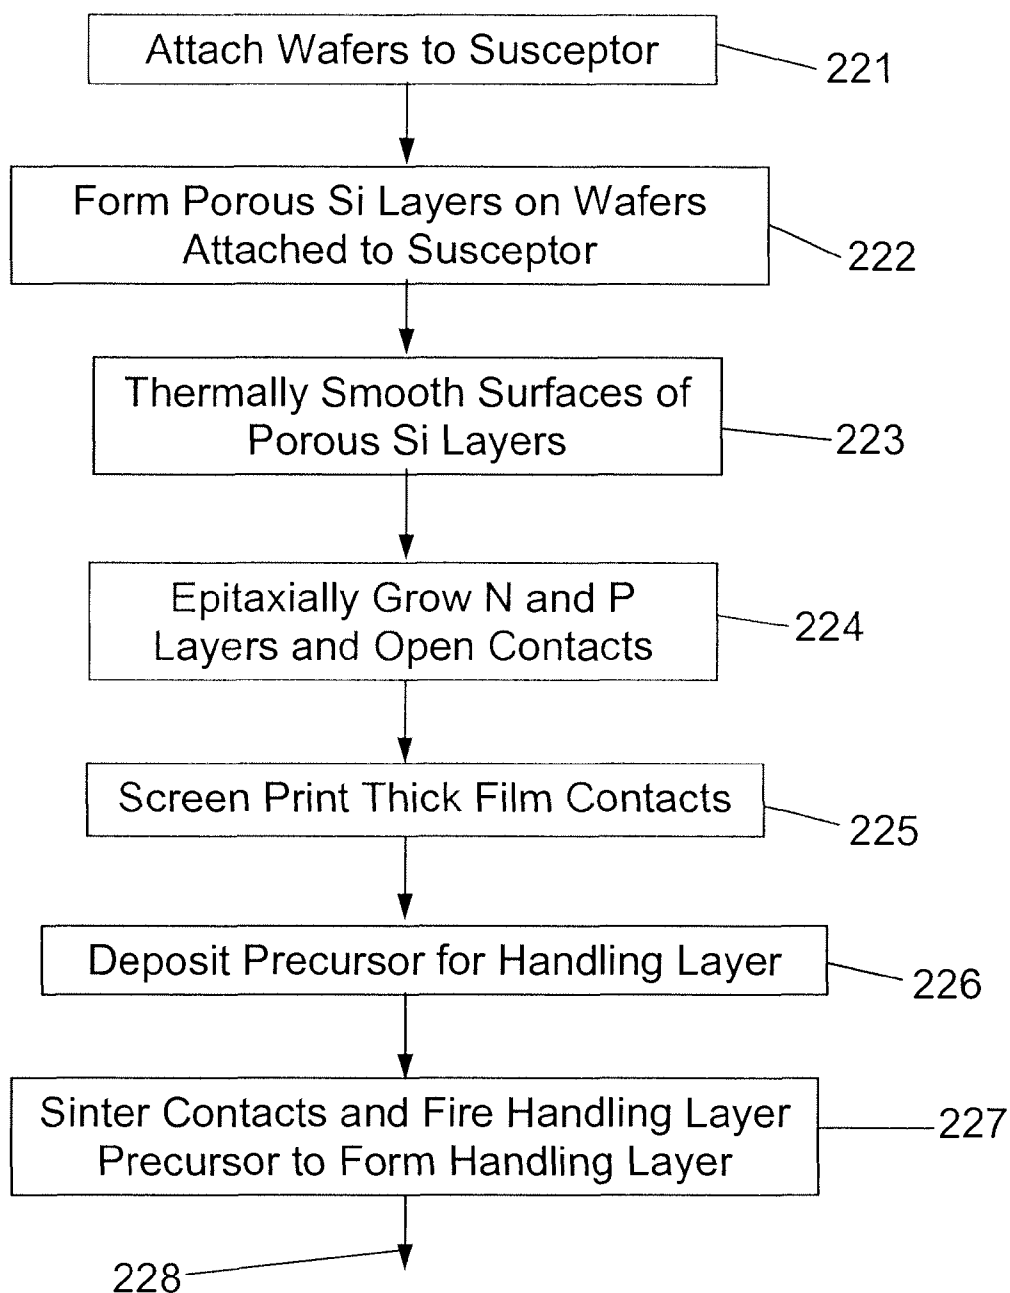 Attach Wafers to Susceptor
221
Form Porous Si Layers on Wafers
Attached to Susceptor
222
Thermally Smooth Surfaces of
Porous Si Layers
223
Epitaxially Grow N and P
Layers and Open Contacts
224
Screen Print Thick Film Contacts
225
Deposit Precursor for Handling Layer
226
Sinter Contacts and Fire Handling Layer
Precursor to Form Handling Layer
227
228